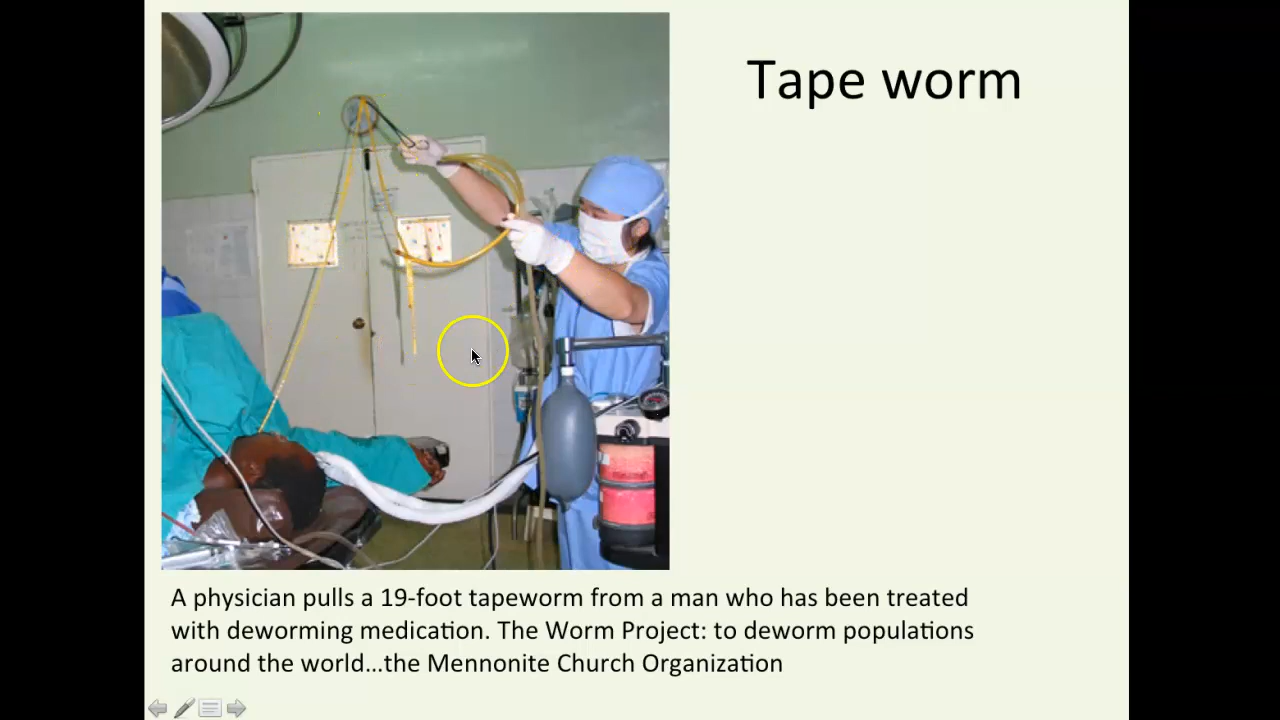 Tape worm
A physician pulls a 19-foot tapeworm from a man who has been treated
with deworming medication. The Worm Project: to deworm populations
around the world...the Mennonite Church Organization